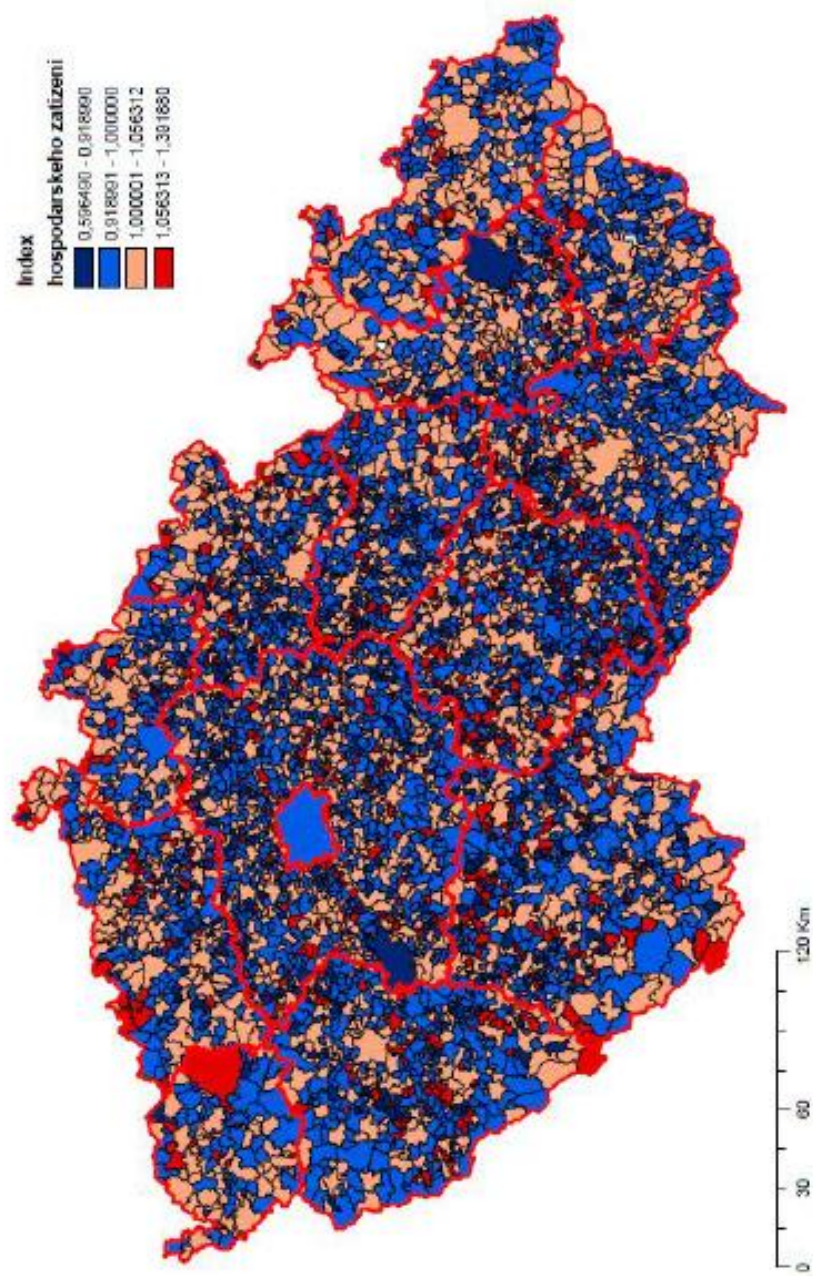 Index
hospodarskeho zatizeni
0,596490 - 0,918990
0,918991 - 1,000000
1,000001 - 1,056312
1,056313 - 1,391880
0 30 60 120 Km